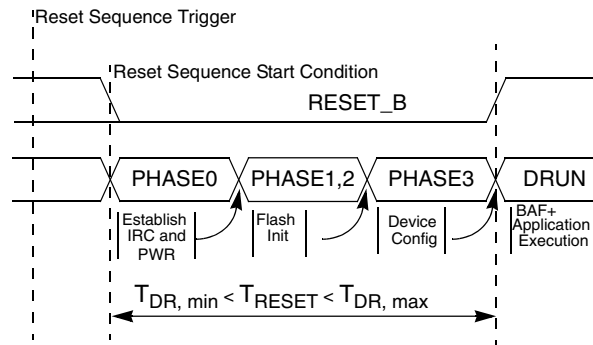 Reset Sequence Trigger
Reset Sequence Start Condition
RESET_B
PHASE0 PHASE1,2 PHASE3 DRUN
Establish
IRC and
PWR
Flash
Init
Device
Config
BAF+
Application
Execution
TDR, min < TRESET < TDR, max